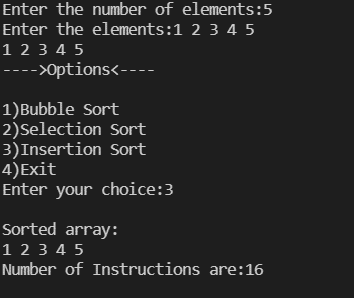 Enter the number of elements:5
Enter the elements:1 2 3 4 5
1 2 3 4 5
---->Options<----
1)Bubble Sort
2)Selection Sort
3)Insertion Sort
4)Exit
Enter your choice:3
Sorted array:
1 2 3 4 5
Number of Instructions are:16